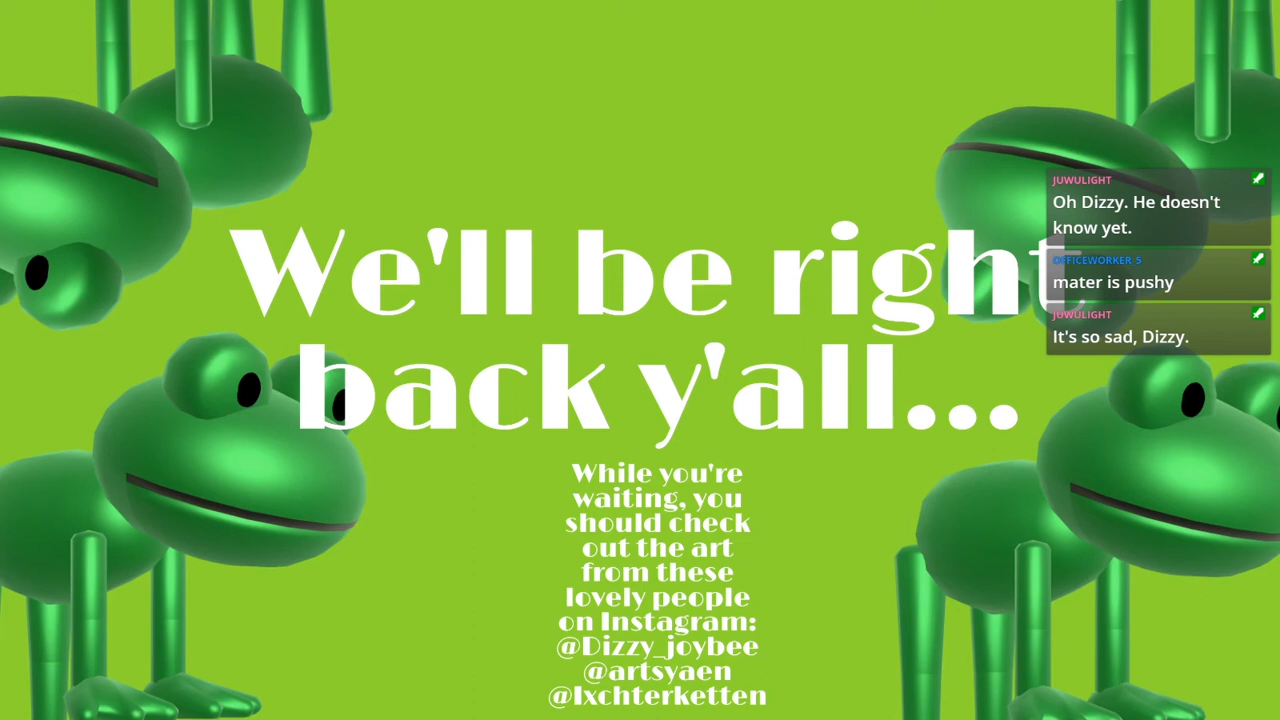 We'll be right
back y'all...
While you're
waiting, you
should check
out the art
from these
lovely people
on Instagram:
@Dizzy_joybee
@artsyaen
@lxchterketten
JUWULIGHT
Oh Dizzy. He doesn't
know yet.
OFFICEWORKER_5
mater is pushy
JUWULIGHT
It's so sad, Dizzy.